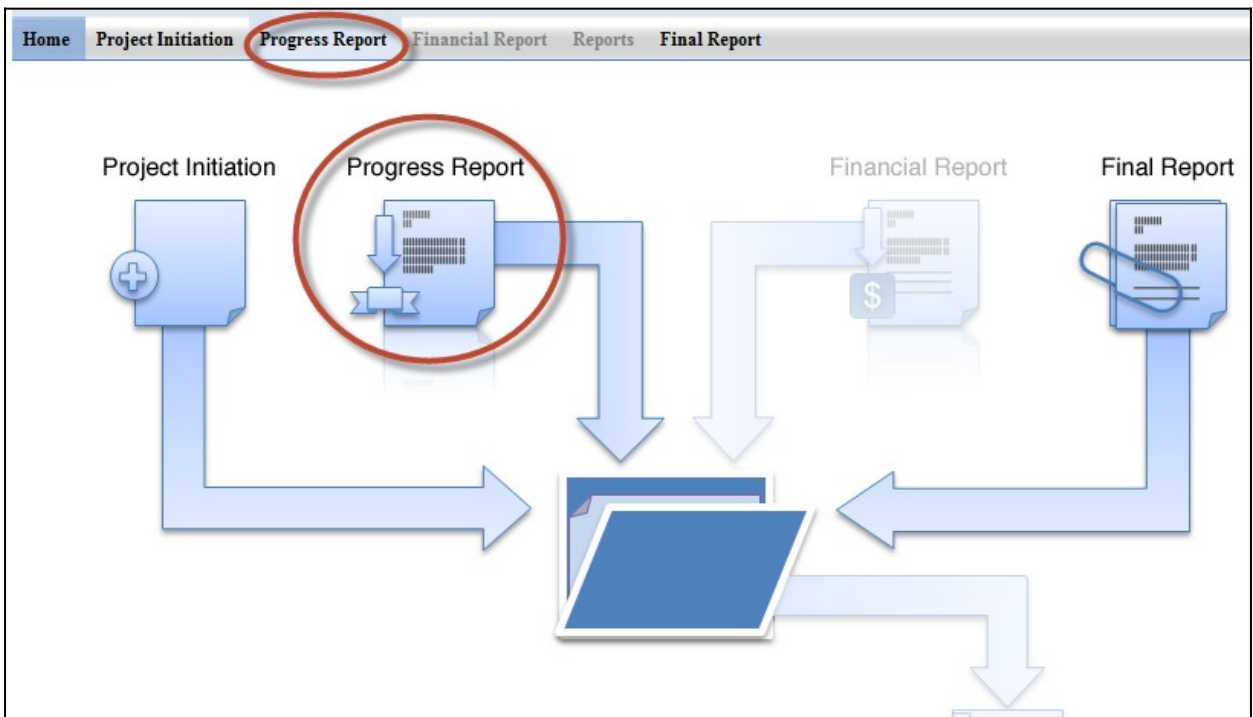 Home Project Initiation Progress Report Financial Report Reports Final Report
Project Initiation Progress Report Financial Report Final Report
$